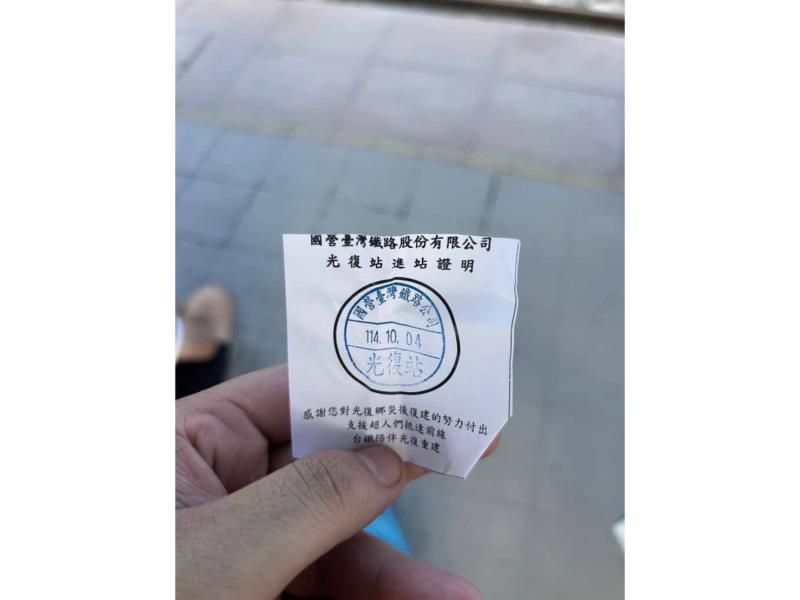 國營臺灣鐵路股份有限公司
光復站進站證明
國營臺灣鐵路公司
114.10.04
光復站
感謝您對光復鄉災後復建的努力付出
支援超人們抵達前線
台鐵陪伴光復重建